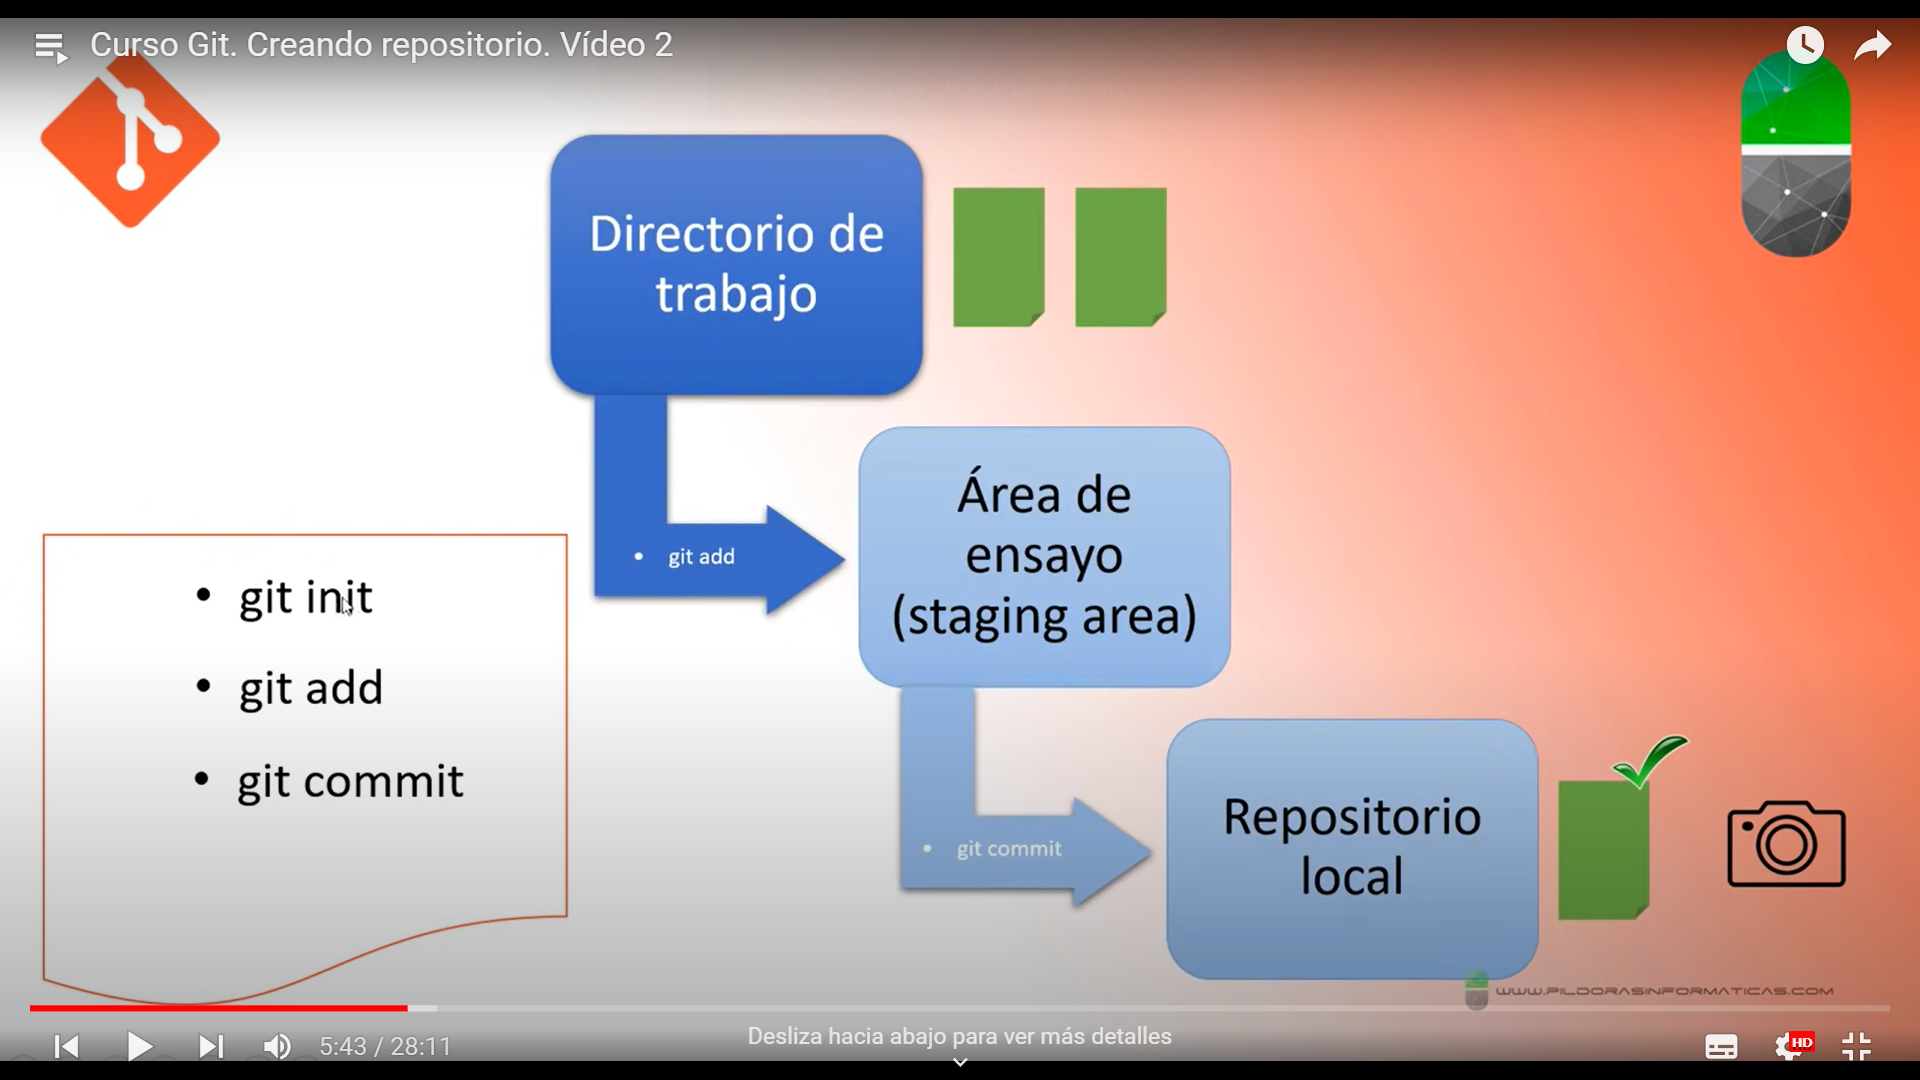 Curso Git. Creando repositorio. Vídeo 2
Directorio de
trabajo
• git add
Área de
ensayo
(staging area)
• git init
• git add
• git commit
• git commit
Repositorio
local
WWW.PILDORASINFORMATICAS.COM
Desliza hacia abajo para ver más detalles
5:43 / 28:11
HD